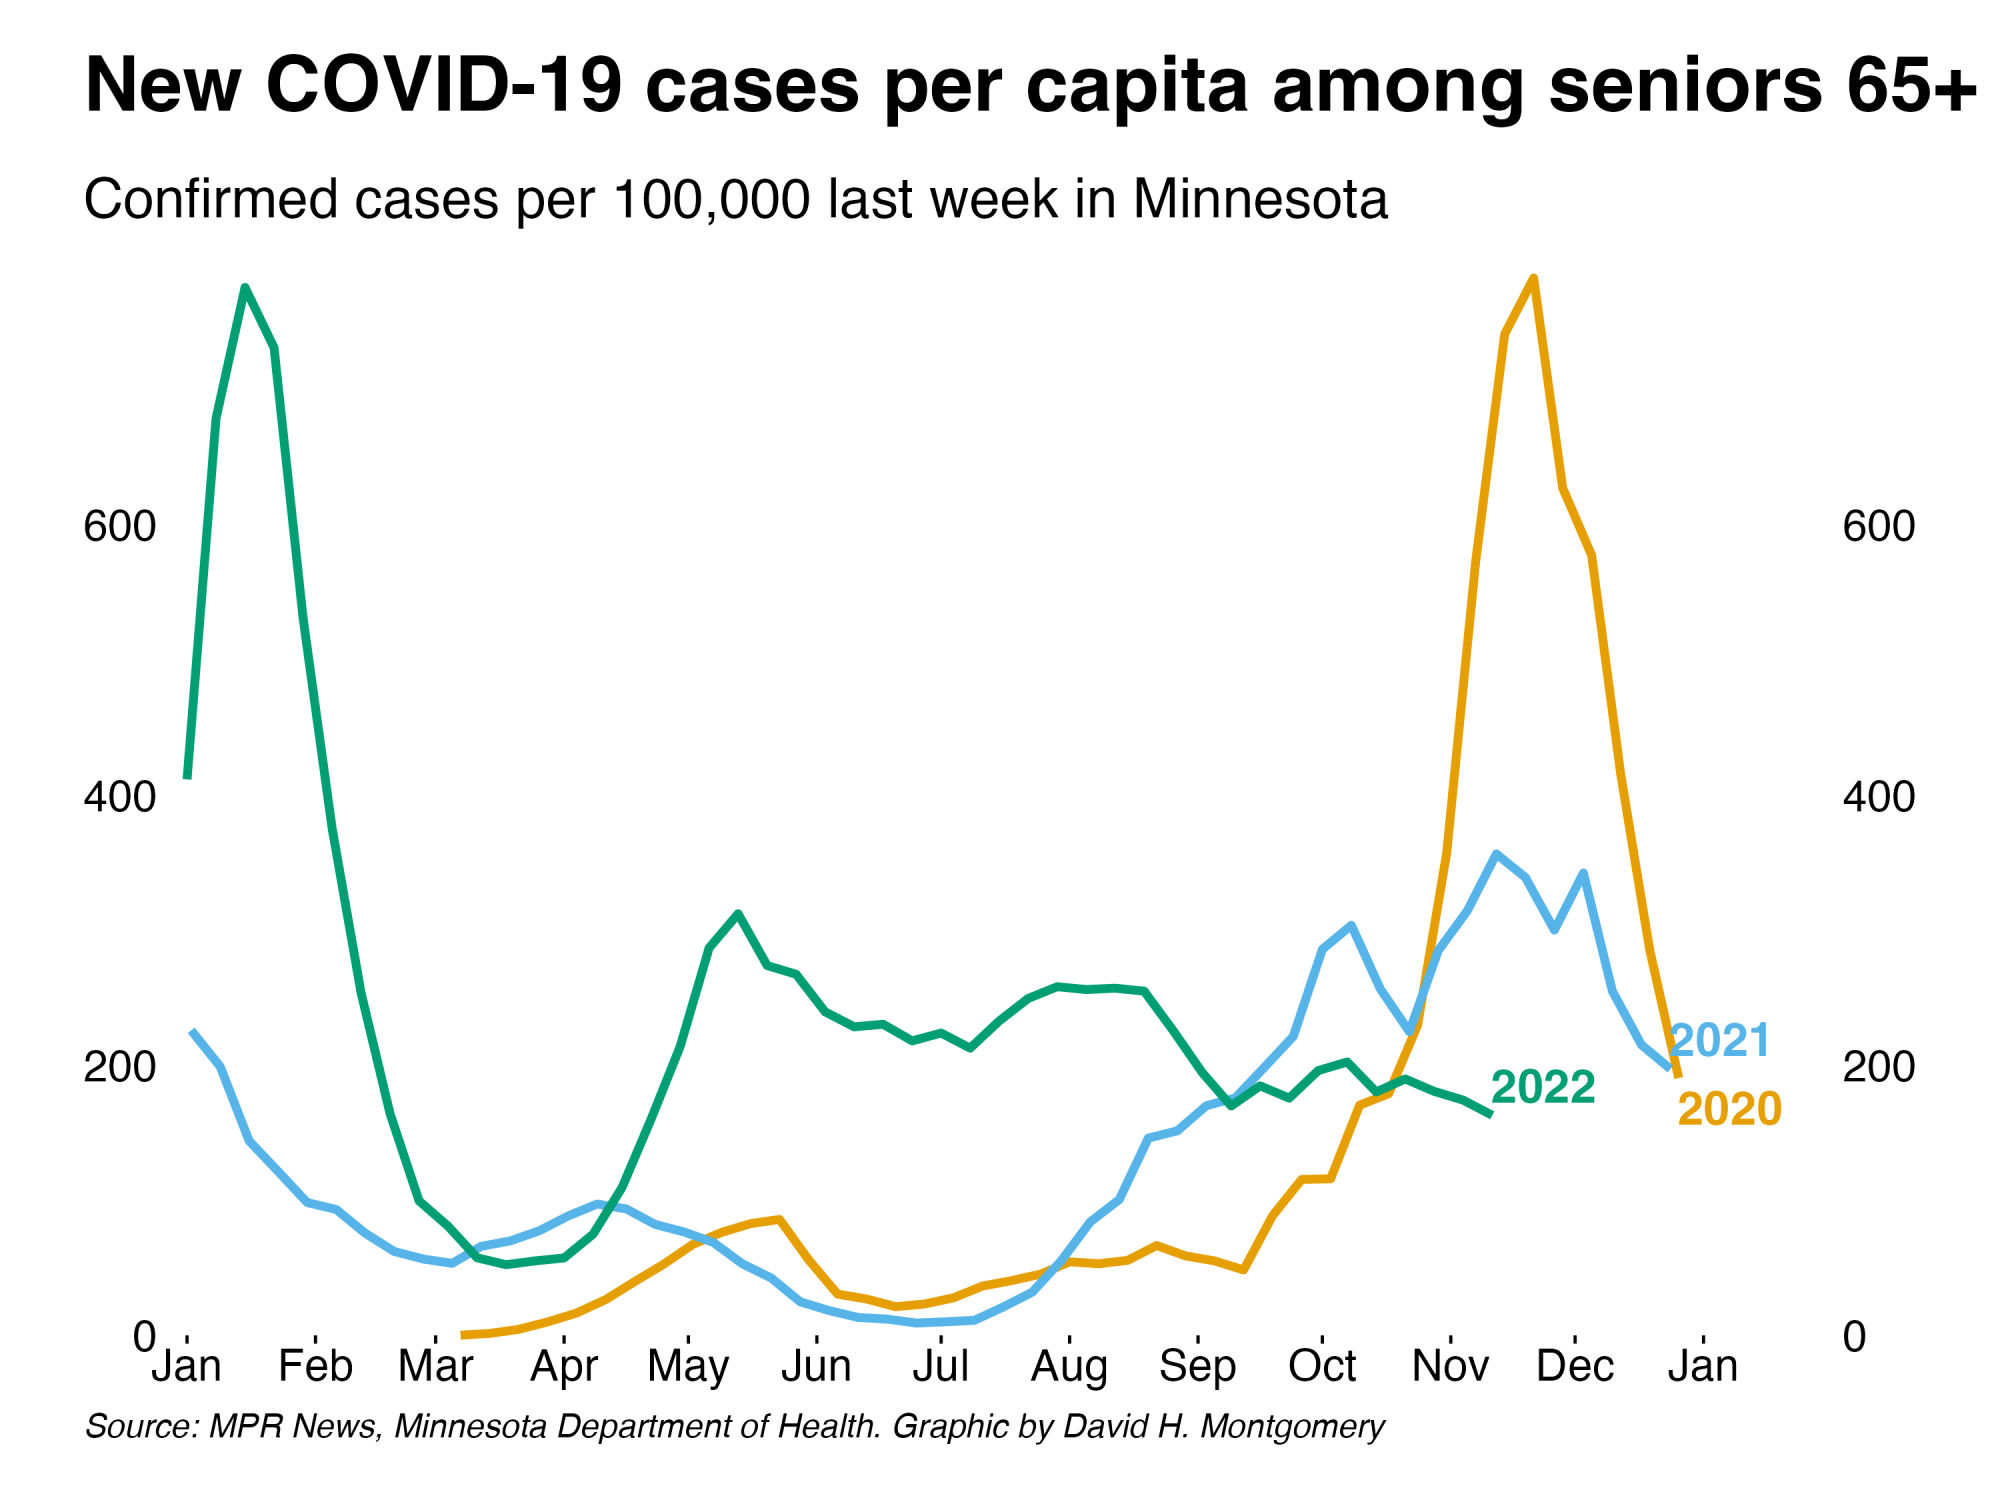 New COVID-19 cases per capita among seniors 65+
Confirmed cases per 100,000 last week in Minnesota
600 600
400 400
2021
200 2022 200
2020
0 0
Jan Feb Mar Apr May Jun Jul Aug Sep Oct Nov Dec Jan
Source: MPR News, Minnesota Department of Health. Graphic by David H. Montgomery